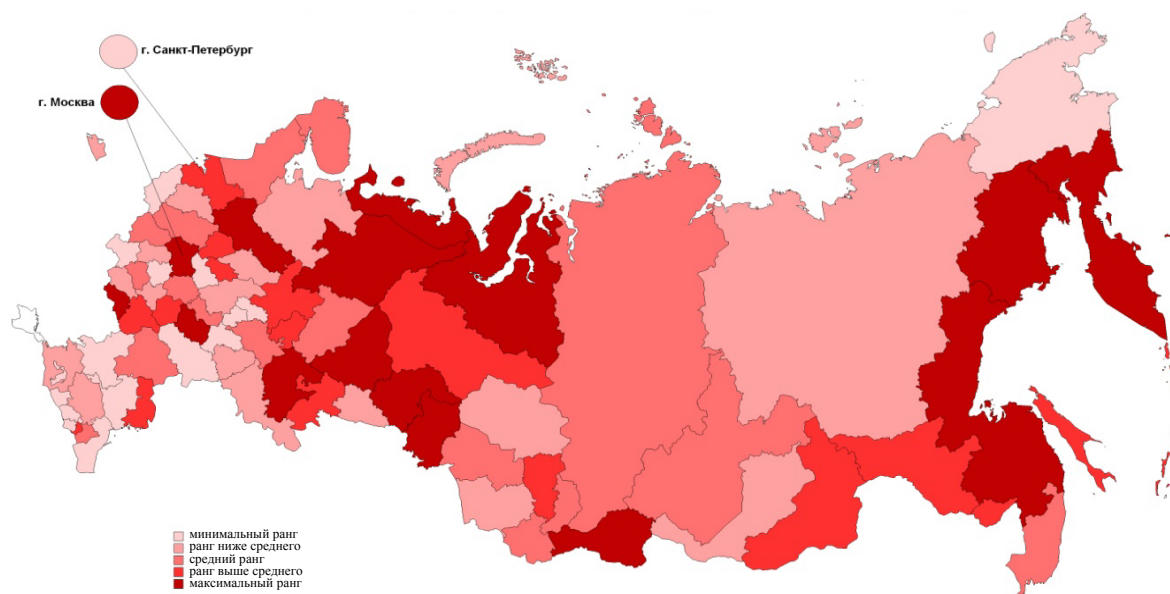 г. Санкт-Петербург
г. Москва
минимальный ранг
ранг ниже среднего
средний ранг
ранг выше среднего
максимальный ранг